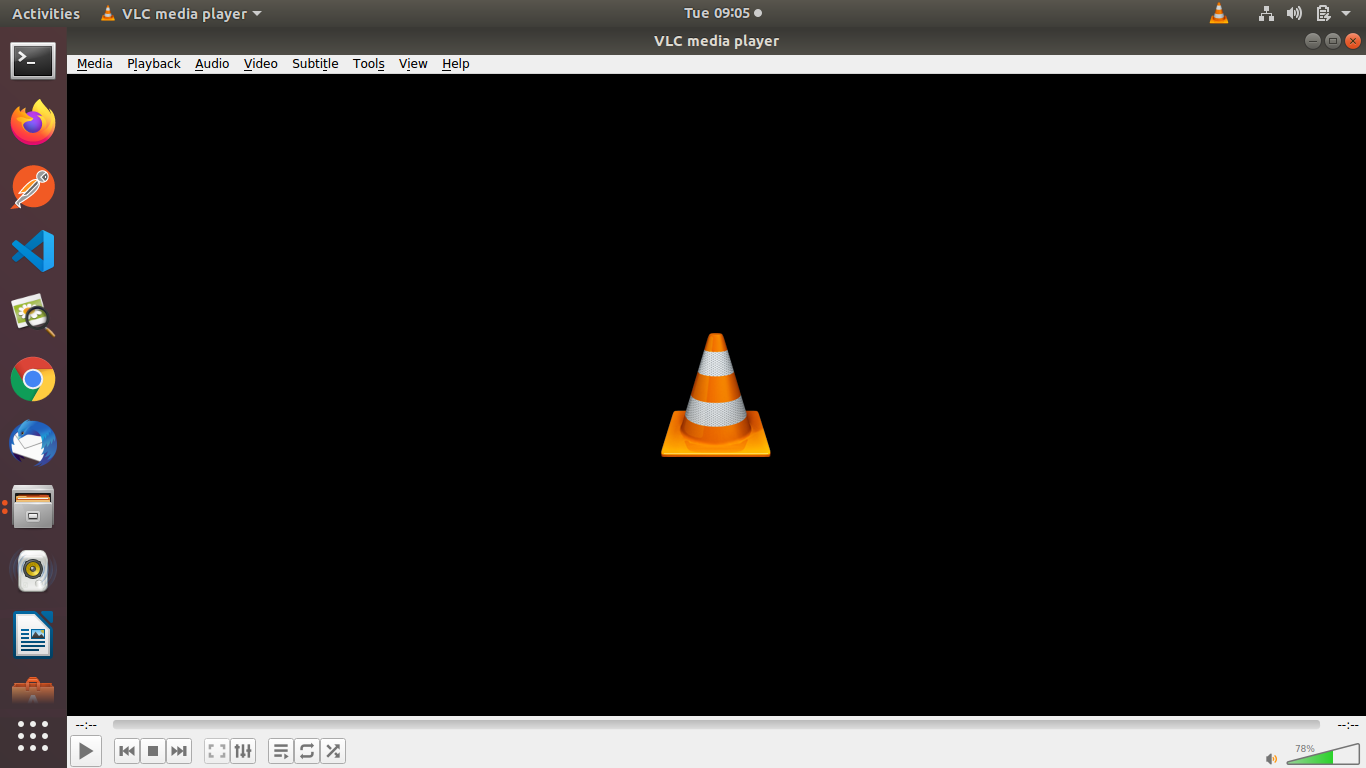 Activities VLC media player Tue 09:05
VLC media player
Media Playback Audio Video Subtitle Tools View Help
--:-- --:--
78%